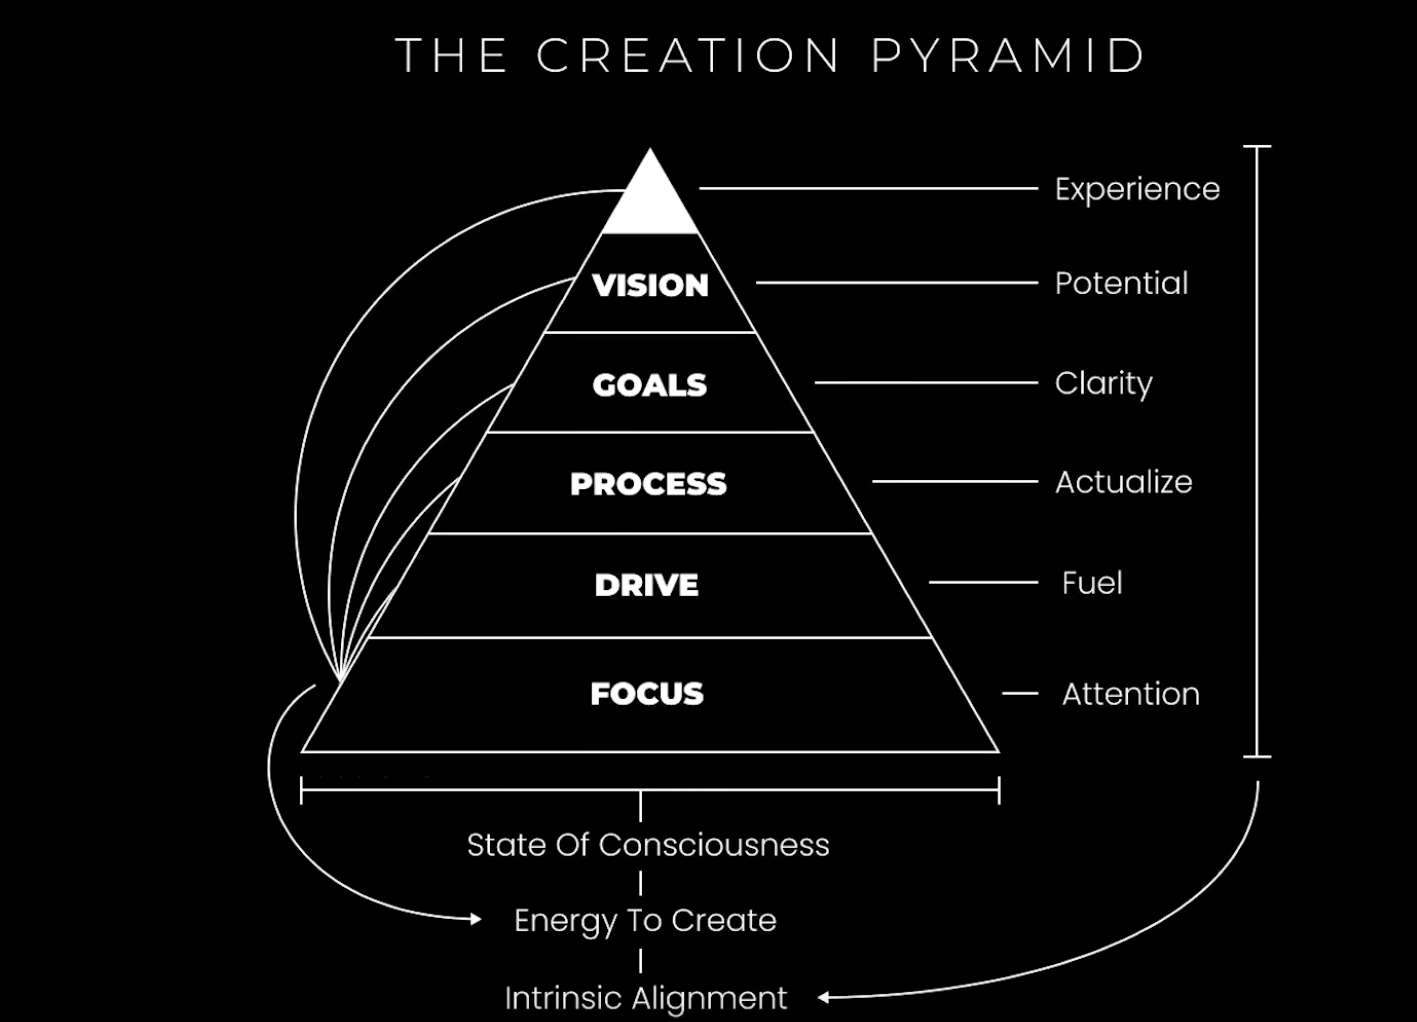 THE CREATION PYRAMID
Experience
VISION
Potential
GOALS
Clarity
PROCESS
Actualize
DRIVE
Fuel
FOCUS
Attention
State Of Consciousness
Energy To Create
Intrinsic Alignment